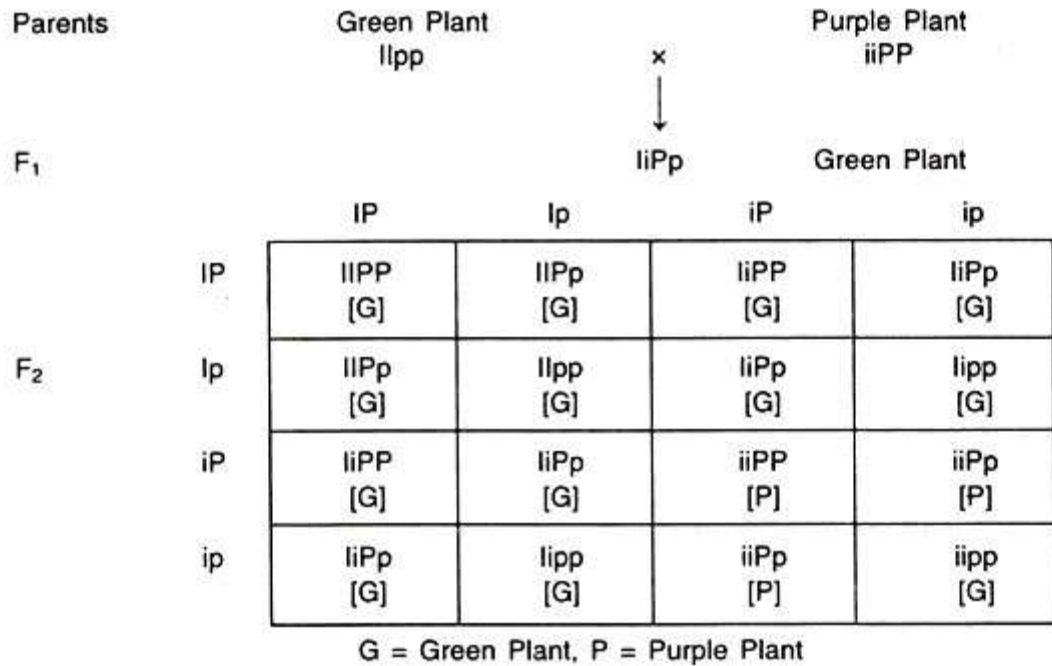 Parents Green Plant Purple Plant
IIpp × iiPP
F₁ IiPp Green Plant
IP Ip iP ip
IP IIPP IIPp IiPP IiPp
[G] [G] [G] [G]
F₂ Ip IIPp IIpp IiPp Iipp
[G] [G] [G] [G]
iP IiPP IiPp iiPP iiPp
[G] [G] [P] [P]
ip IiPp Iipp iiPp iipp
[G] [G] [P] [G]
G = Green Plant, P = Purple Plant